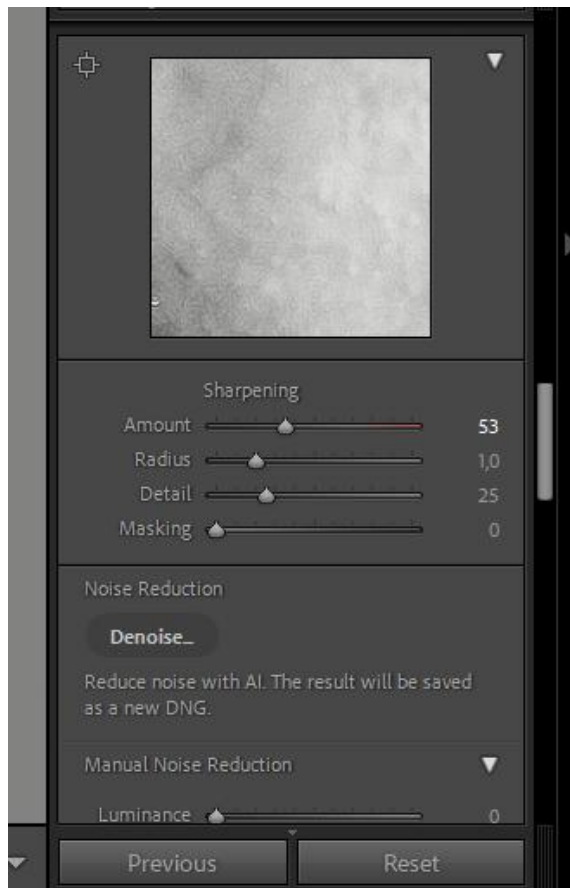 Sharpening
Amount 53
Radius 1,0
Detail 25
Masking 0
Noise Reduction
Denoise...
Reduce noise with AI. The result will be saved
as a new DNG.
Manual Noise Reduction
Luminance 0
Previous Reset